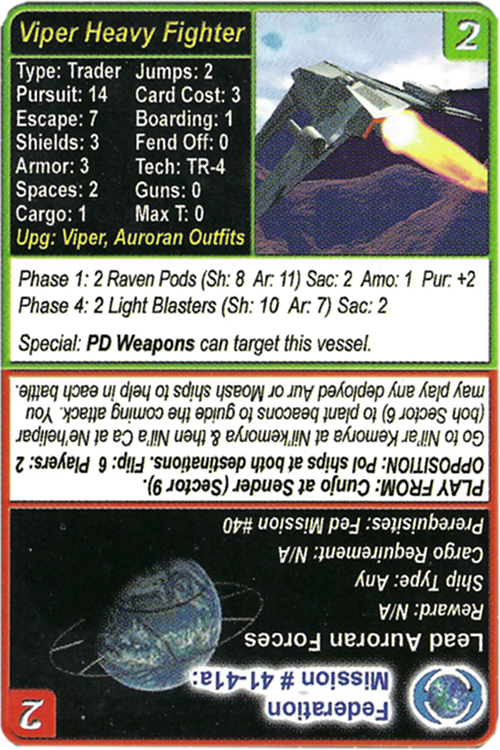 Viper Heavy Fighter
2
Type: Trader Jumps: 2
Pursuit: 14 Card Cost: 3
Escape: 7 Boarding: 1
Shields: 3 Fend Off: 0
Armor: 3 Tech: TR-4
Spaces: 2 Guns: 0
Cargo: 1 Max T: 0
Upg: Viper, Auroran Outfits
Phase 1: 2 Raven Pods (Sh: 8 Ar: 11) Sac: 2 Amo: 1 Pur: +2
Phase 4: 2 Light Blasters (Sh: 10 Ar: 7) Sac: 2
Special: PD Weapons can target this vessel.
Federation
Mission # 41-41a:
2
Lead Auroran Forces
Reward: N/A
Ship Type: Any
Cargo Requirement: N/A
Prerequisites: Fed Mission #40
PLAY FROM: Cunjo at Sender (Sector 9).
OPPOSITION: Pol ships at both destinations. Flip: 6 Players: 2
Go to Nil'ar Kemorya at Nil'kemorya & then Nil'a Ca at Ne'helipar
(boh Sector 6) to plant beacons to guide the coming attack. You
may play any deployed Aur or Moash ships to help in each battle.